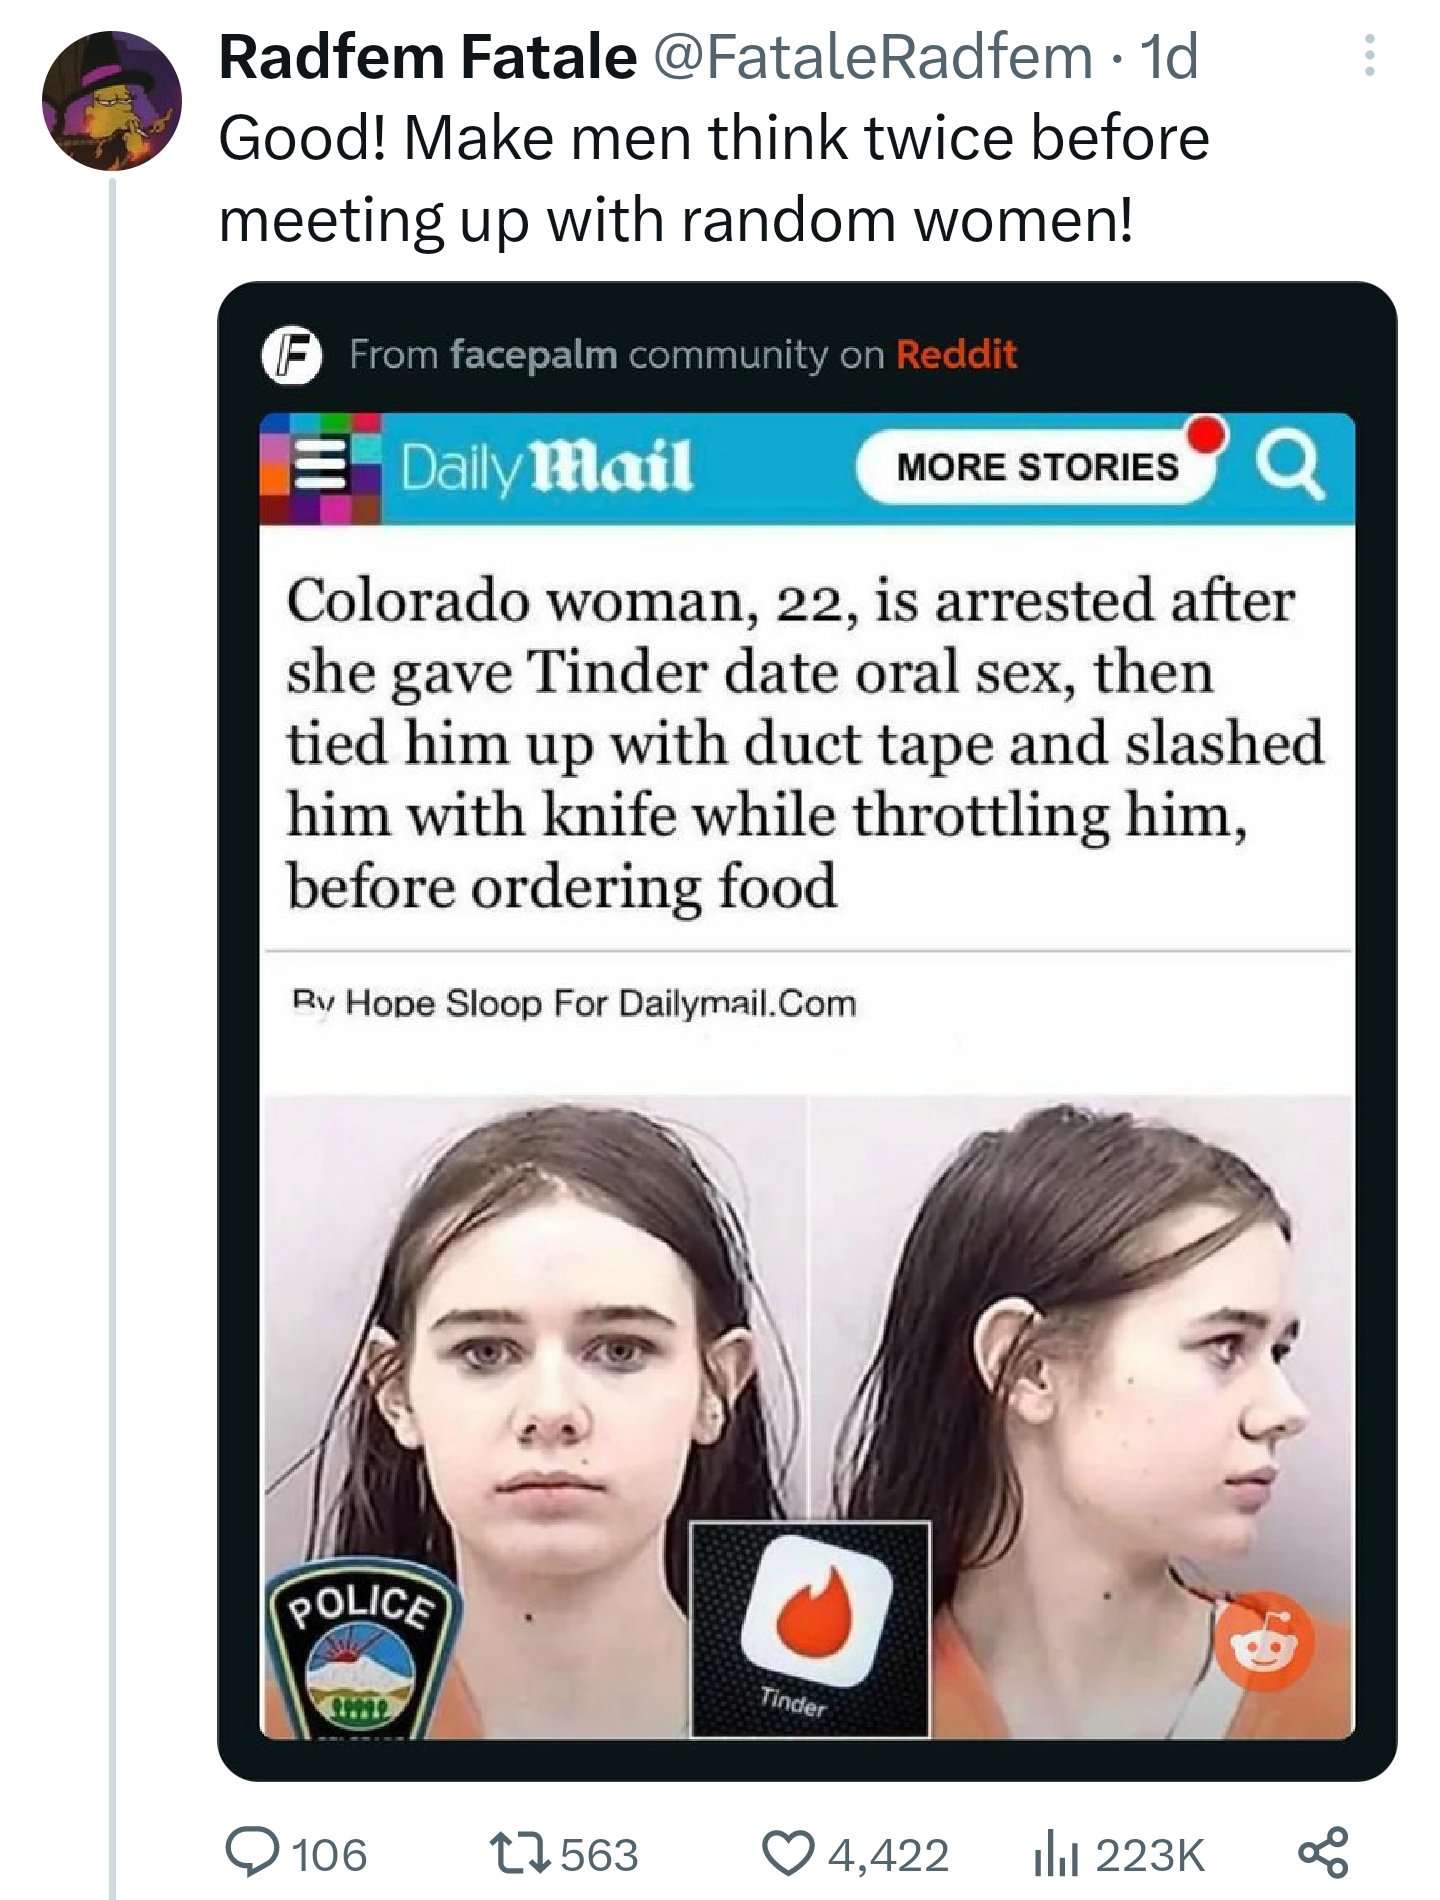 Radfem Fatale @FataleRadfem · 1d
Good! Make men think twice before
meeting up with random women!
F From facepalm community on Reddit
Daily Mail MORE STORIES
Colorado woman, 22, is arrested after
she gave Tinder date oral sex, then
tied him up with duct tape and slashed
him with knife while throttling him,
before ordering food
By Hope Sloop For Dailymail.Com
POLICE
Tinder
106 563 4,422 223K